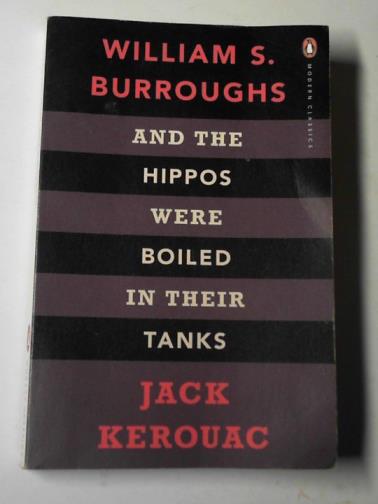 WILLIAM S.
BURROUGHS
MODERN CLASSICS
AND THE
HIPPOS
WERE
BOILED
IN THEIR
TANKS
JACK
KEROUAC